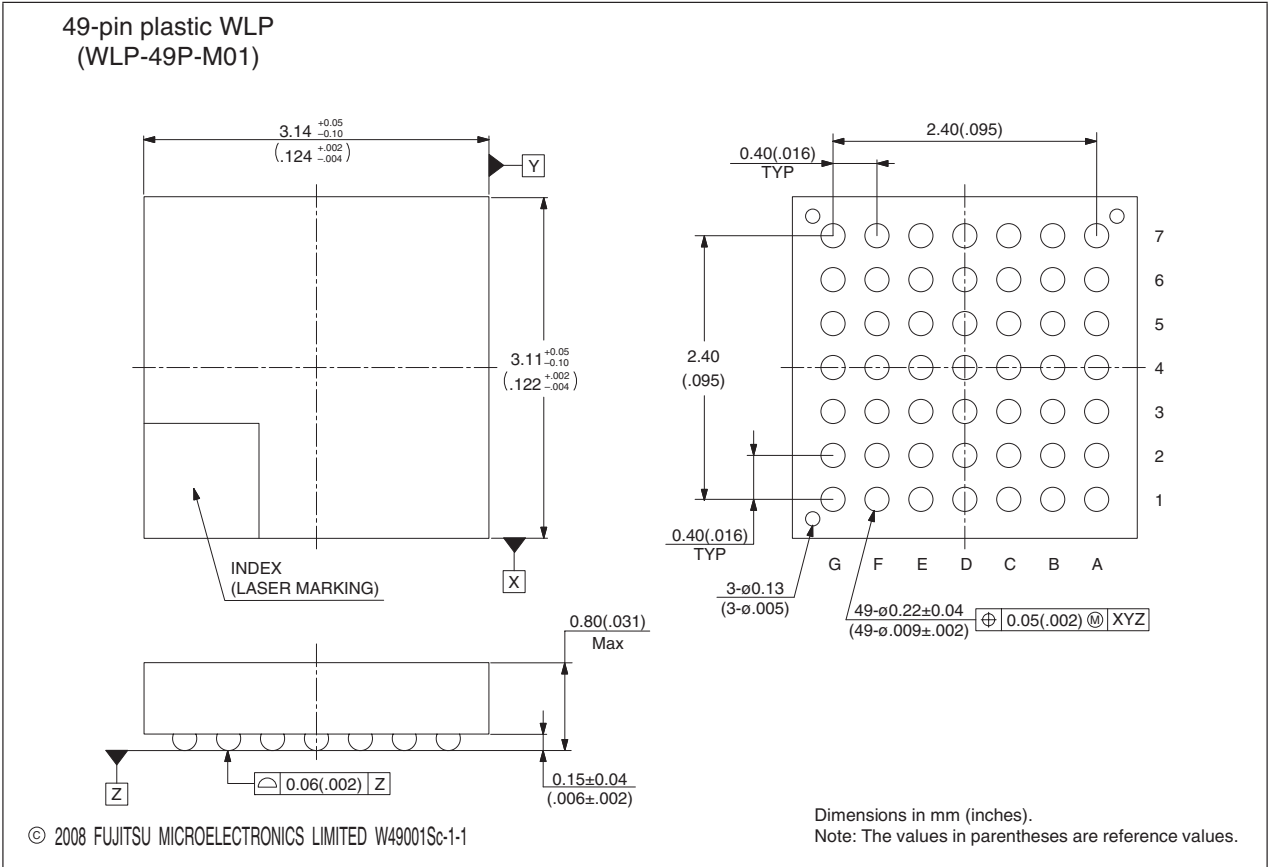 49-pin plastic WLP
(WLP-49P-M01)
3.14 +0.05 −0.10
(.124 +.002 −.004)
Y
3.11 +0.05 −0.10
(.122 +.002 −.004)
X
INDEX
(LASER MARKING)
2.40(.095)
0.40(.016)
TYP
2.40
(.095)
0.40(.016)
TYP
7
6
5
4
3
2
1
G F E D C B A
3-ø0.13
(3-ø.005)
49-ø0.22±0.04
(49-ø.009±.002)
⌖ 0.05(.002) Ⓜ XYZ
0.80(.031)
Max
0.15±0.04
(.006±.002)
⌓ 0.06(.002) Z
Z
© 2008 FUJITSU MICROELECTRONICS LIMITED W49001Sc-1-1
Dimensions in mm (inches).
Note: The values in parentheses are reference values.